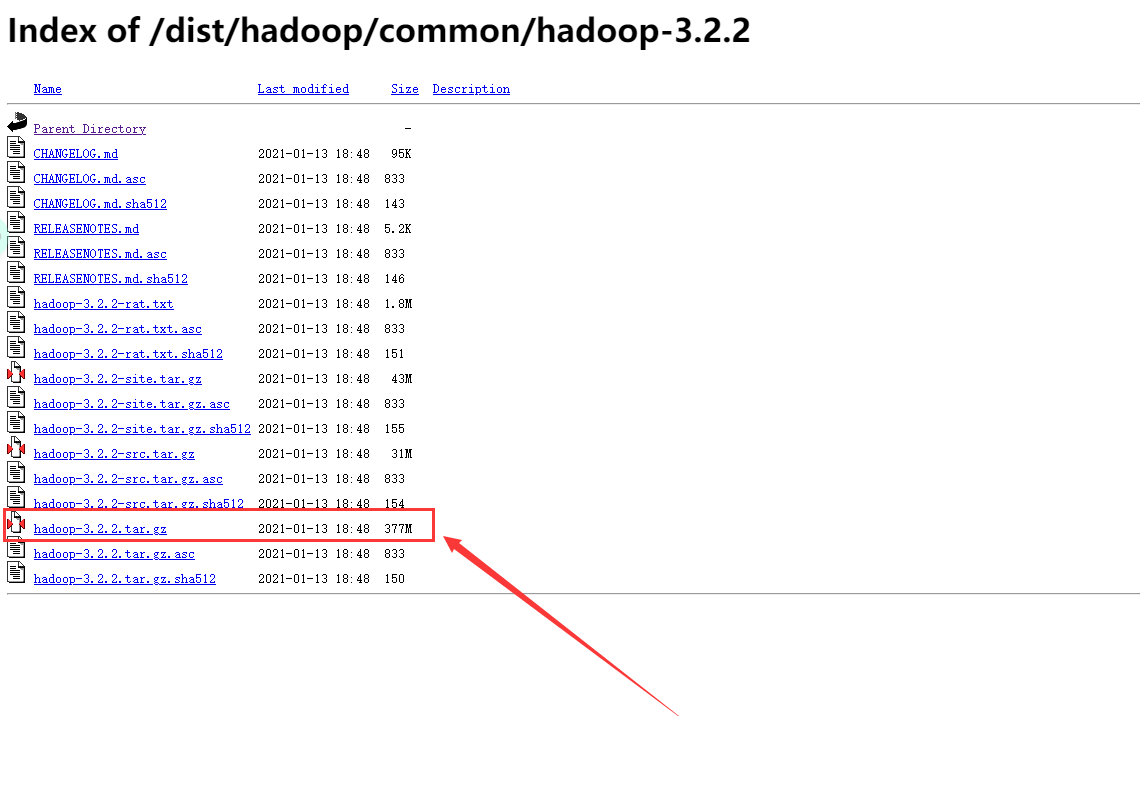 Index of /dist/hadoop/common/hadoop-3.2.2
Name Last modified Size Description
Parent Directory -
CHANGELOG.md 2021-01-13 18:48 95K
CHANGELOG.md.asc 2021-01-13 18:48 833
CHANGELOG.md.sha512 2021-01-13 18:48 143
RELEASENOTES.md 2021-01-13 18:48 5.2K
RELEASENOTES.md.asc 2021-01-13 18:48 833
RELEASENOTES.md.sha512 2021-01-13 18:48 146
hadoop-3.2.2-rat.txt 2021-01-13 18:48 1.8M
hadoop-3.2.2-rat.txt.asc 2021-01-13 18:48 833
hadoop-3.2.2-rat.txt.sha512 2021-01-13 18:48 151
hadoop-3.2.2-site.tar.gz 2021-01-13 18:48 43M
hadoop-3.2.2-site.tar.gz.asc 2021-01-13 18:48 833
hadoop-3.2.2-site.tar.gz.sha512 2021-01-13 18:48 155
hadoop-3.2.2-src.tar.gz 2021-01-13 18:48 31M
hadoop-3.2.2-src.tar.gz.asc 2021-01-13 18:48 833
hadoop-3.2.2-src.tar.gz.sha512 2021-01-13 18:48 154
hadoop-3.2.2.tar.gz 2021-01-13 18:48 377M
hadoop-3.2.2.tar.gz.asc 2021-01-13 18:48 833
hadoop-3.2.2.tar.gz.sha512 2021-01-13 18:48 150